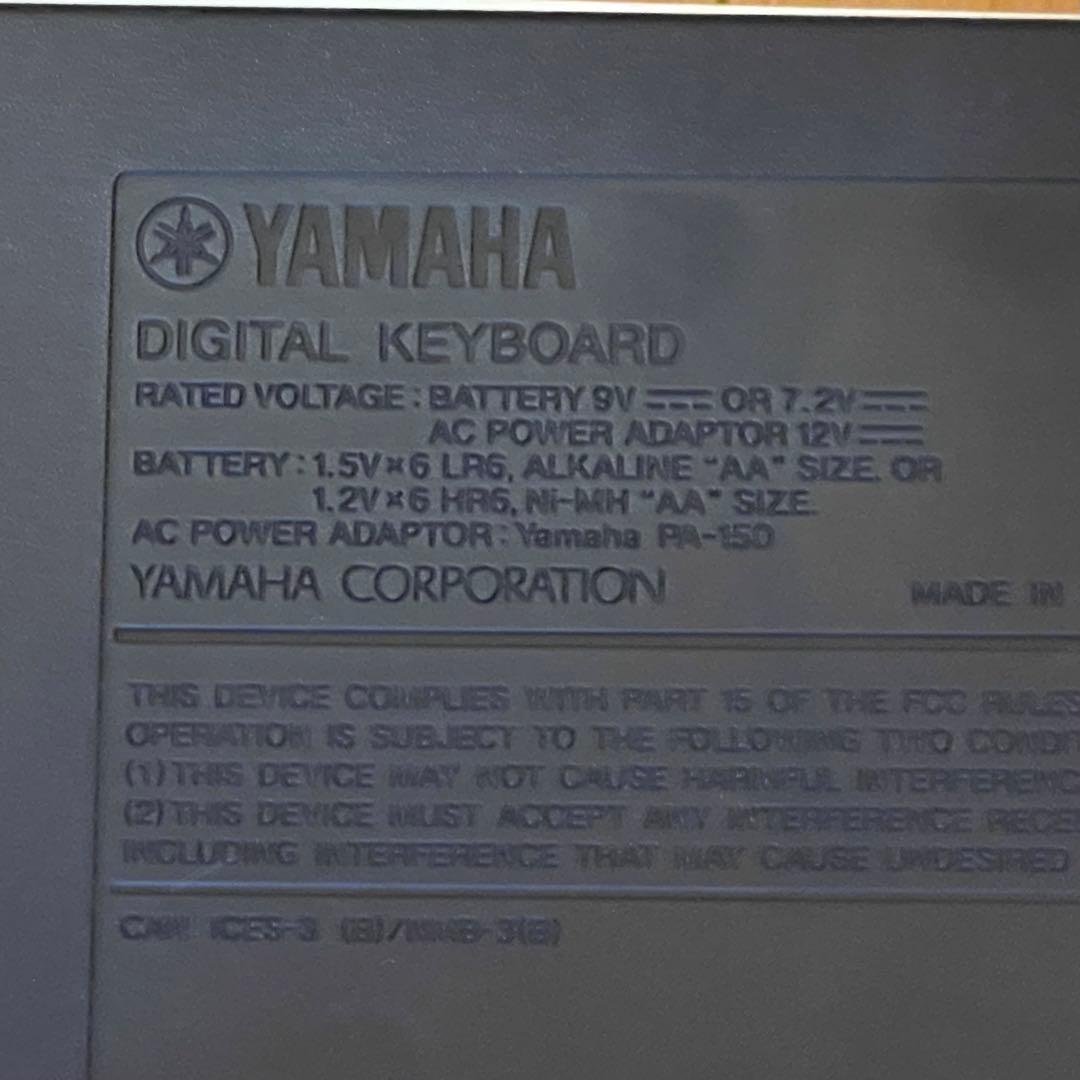 YAMAHA
DIGITAL KEYBOARD
RATED VOLTAGE : BATTERY 9V ⎓ OR 7.2V ⎓
AC POWER ADAPTOR 12V ⎓
BATTERY : 1.5V×6 LR6, ALKALINE "AA" SIZE. OR
1.2V×6 HR6, Ni-MH "AA" SIZE.
AC POWER ADAPTOR : Yamaha PA-150
YAMAHA CORPORATION MADE IN
THIS DEVICE COMPLIES WITH PART 15 OF THE FCC RULES
OPERATION IS SUBJECT TO THE FOLLOWING TWO CONDI
(1) THIS DEVICE MAY NOT CAUSE HARMFUL INTERFERENC
(2) THIS DEVICE MUST ACCEPT ANY INTERFERENCE RECE
INCLUDING INTERFERENCE THAT MAY CAUSE UNDESIRED
CAN ICES-3 (B)/NMB-3(B)